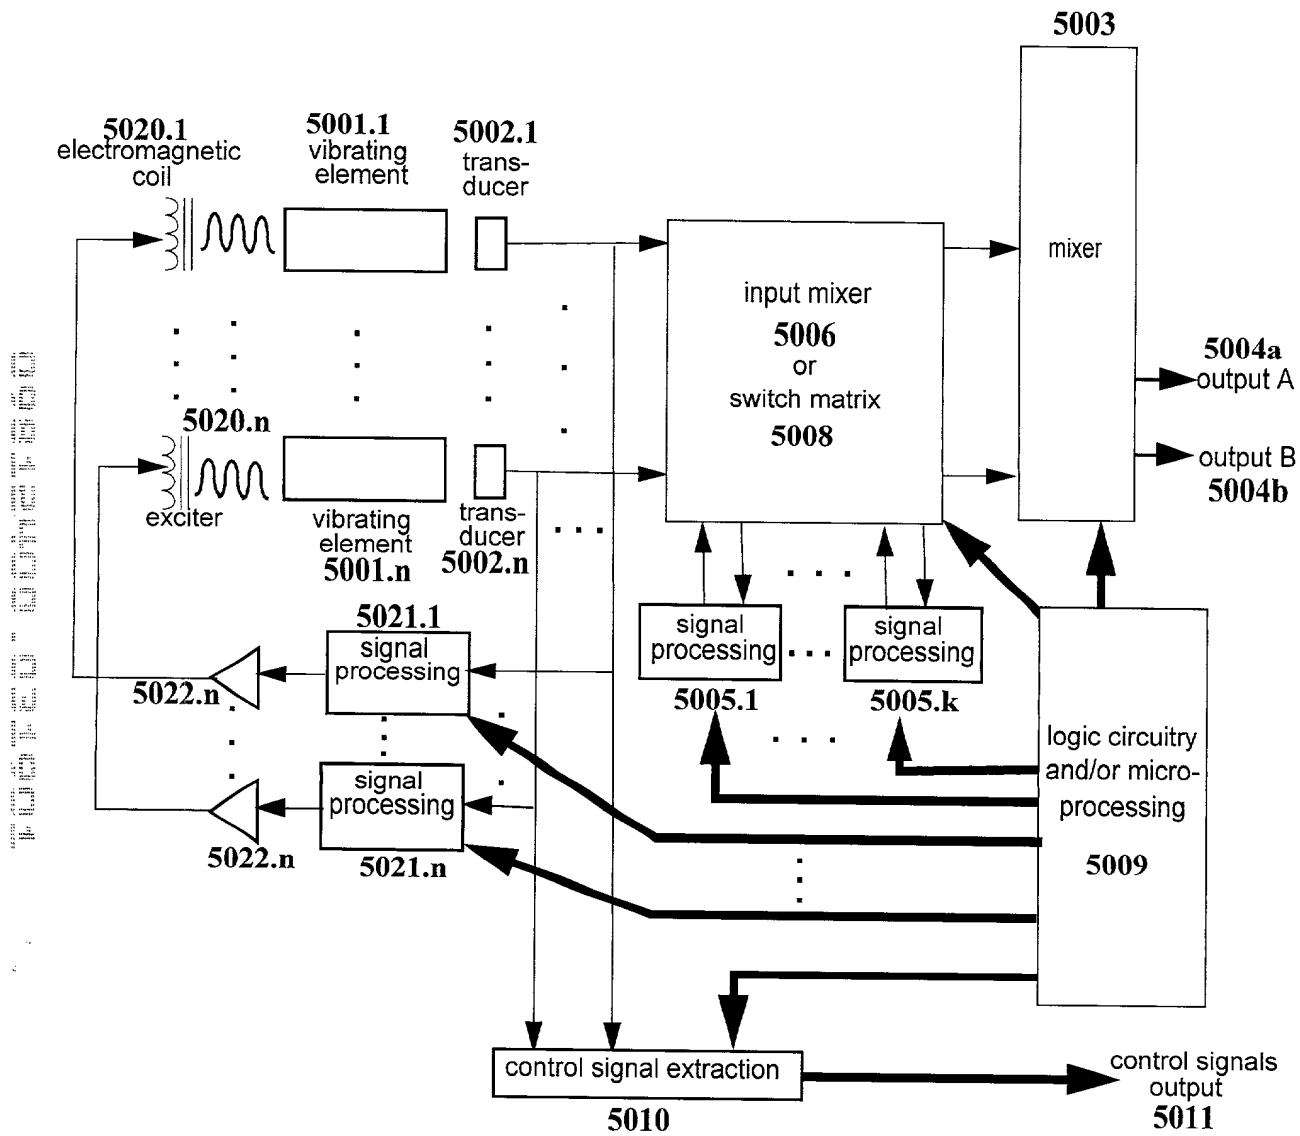 5003
5020.1
electromagnetic
coil
5001.1
vibrating
element
5002.1
trans-
ducer
mixer
input mixer
5006
or
switch matrix
5008
5004a
output A
output B
5004b
5020.n
exciter
vibrating
element
5001.n
trans-
ducer
5002.n
5021.1
signal
processing
5022.n
signal
processing
5005.1
signal
processing
5005.k
signal
processing
5022.n
5021.n
logic circuitry
and/or micro-
processing
5009
control signal extraction
5010
control signals
output
5011